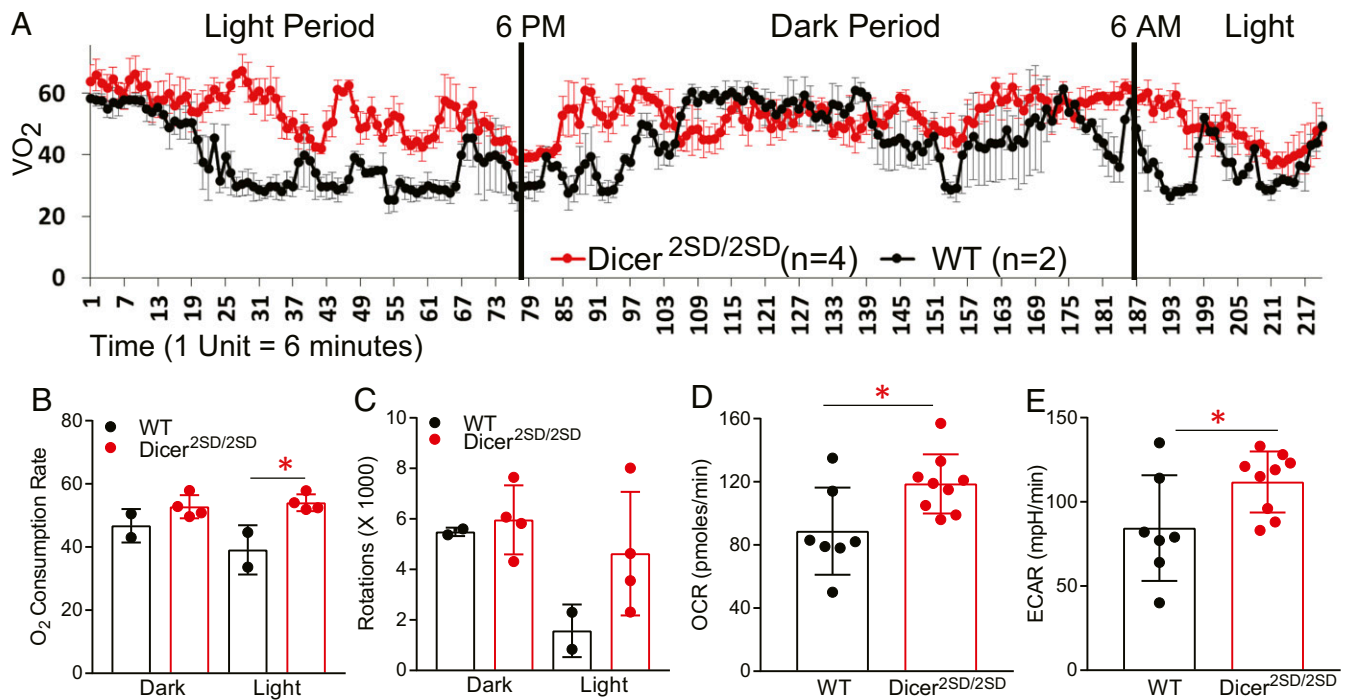 A
Light Period
6 PM
Dark Period
6 AM
Light
VO2
60
40
20
0
Dicer 2SD/2SD (n=4)
WT (n=2)
1 7 13 19 25 31 37 43 49 55 61 67 73 79 85 91 97 103 109 115 121 127 133 139 145 151 157 163 169 175 181 187 193 199 205 211 217
Time (1 Unit = 6 minutes)
B
WT
Dicer2SD/2SD
O2 Consumption Rate
80
60
40
20
0
*
Dark Light
C
WT
Dicer2SD/2SD
Rotations (X 1000)
10
8
6
4
2
0
Dark Light
D
*
OCR (pmoles/min)
160
120
80
40
0
WT Dicer2SD/2SD
E
*
ECAR (mpH/min)
150
100
50
0
WT Dicer2SD/2SD